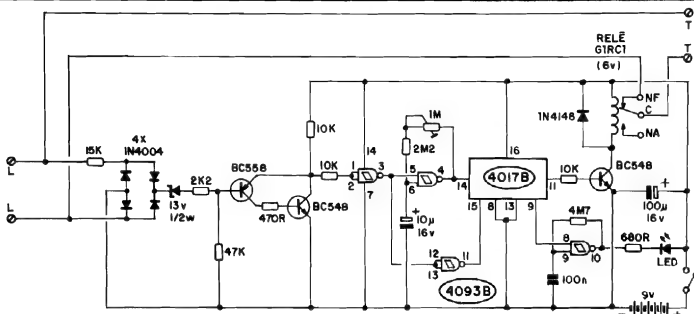 T
T
RELÊ
G1RC1
(6v)
NF
C
NA
1N4148
4X
1N4004
15K
L
L
13v
1/2w
2K2
47K
BC558
470R
BC548
10K
10K
14
1
2
3
7
1M
2M2
5
6
4
10µ
16v
12
13
11
4093B
16
14
4017B
11
15
8
13
9
10K
BC548
100µ
16v
4M7
8
9
10
680R
LED
100n
9V